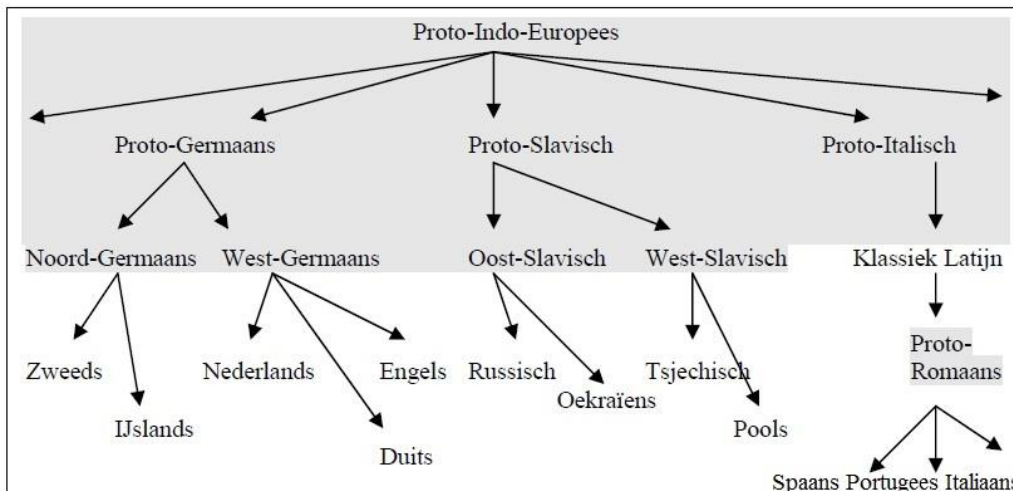 Proto-Indo-Europees
Proto-Germaans Proto-Slavisch Proto-Italisch
Noord-Germaans West-Germaans Oost-Slavisch West-Slavisch Klassiek Latijn
Zweeds Nederlands Engels Russisch Tsjechisch Proto-
Romaans
Oekraïens
IJslands Pools
Duits
Spaans Portugees Italiaans